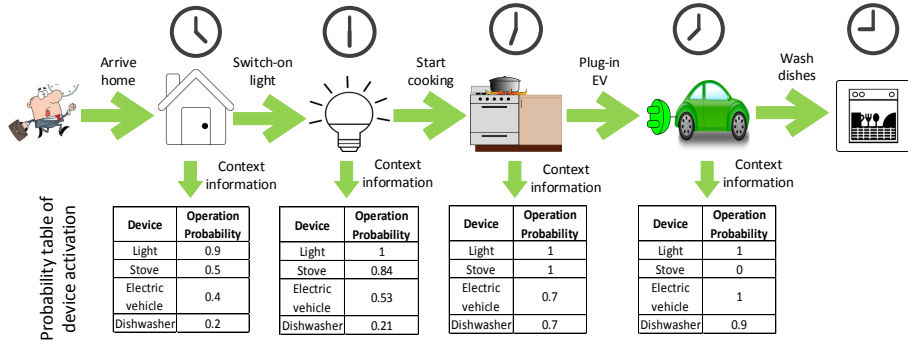 Arrive
home
Switch-on
light
Start
cooking
Plug-in
EV
Wash
dishes
Context
information
Context
information
Context
information
Context
information
Probability table of
device activation
Device Operation
Probability
Light 0.9
Stove 0.5
Electric
vehicle 0.4
Dishwasher 0.2
Device Operation
Probability
Light 1
Stove 0.84
Electric
vehicle 0.53
Dishwasher 0.21
Device Operation
Probability
Light 1
Stove 1
Electric
vehicle 0.7
Dishwasher 0.7
Device Operation
Probability
Light 1
Stove 0
Electric
vehicle 1
Dishwasher 0.9